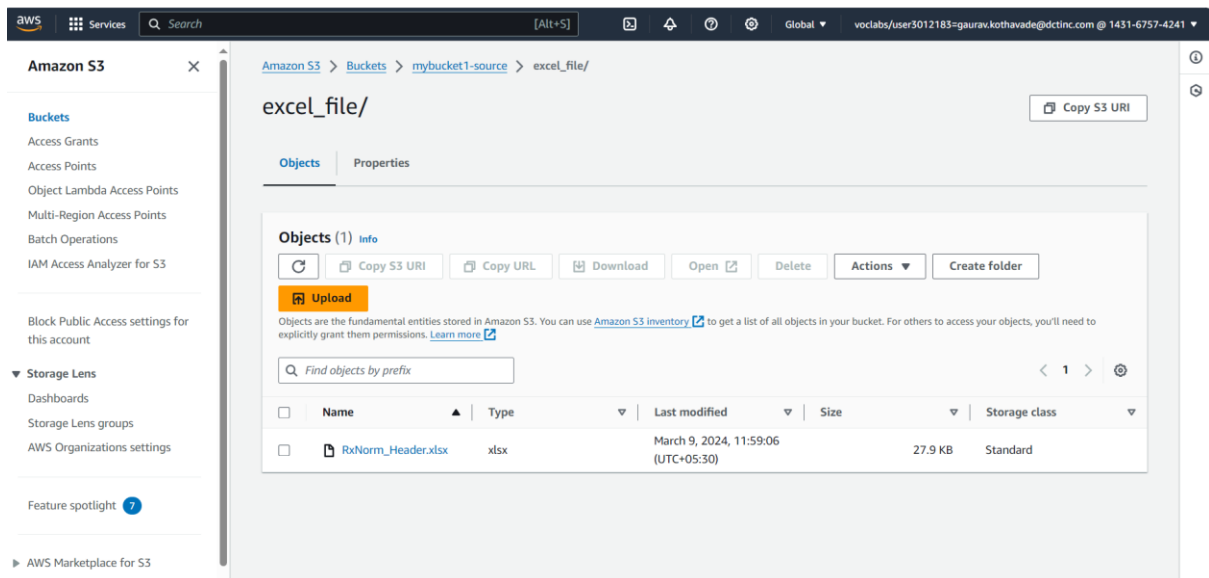 aws Services Search [Alt+S] Global voclabs/user3012183=gaurav.kothavade@dctinc.com @ 1431-6757-4241
Amazon S3
Buckets
Access Grants
Access Points
Object Lambda Access Points
Multi-Region Access Points
Batch Operations
IAM Access Analyzer for S3
Block Public Access settings for
this account
Storage Lens
Dashboards
Storage Lens groups
AWS Organizations settings
Feature spotlight 7
AWS Marketplace for S3
Amazon S3 > Buckets > mybucket1-source > excel_file/
excel_file/
Copy S3 URI
Objects Properties
Objects (1) Info
Copy S3 URI Copy URL Download Open Delete Actions Create folder
Upload
Objects are the fundamental entities stored in Amazon S3. You can use Amazon S3 inventory to get a list of all objects in your bucket. For others to access your objects, you'll need to
explicitly grant them permissions. Learn more
Find objects by prefix
< 1 >
Name Type Last modified Size Storage class
RxNorm_Header.xlsx xlsx March 9, 2024, 11:59:06 27.9 KB Standard
(UTC+05:30)